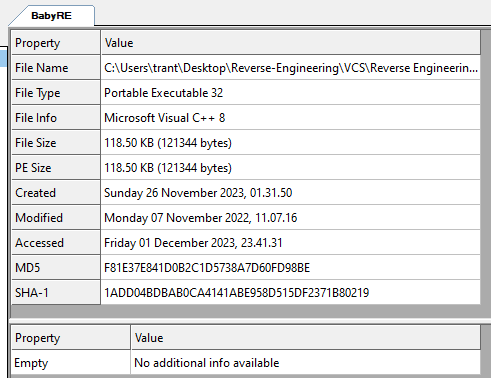 BabyRE
Property Value
File Name C:\Users\trant\Desktop\Reverse-Engineering\VCS\Reverse Engineerin...
File Type Portable Executable 32
File Info Microsoft Visual C++ 8
File Size 118.50 KB (121344 bytes)
PE Size 118.50 KB (121344 bytes)
Created Sunday 26 November 2023, 01.31.50
Modified Monday 07 November 2022, 11.07.16
Accessed Friday 01 December 2023, 23.41.31
MD5 F81E37E841D0B2C1D5738A7D60FD98BE
SHA-1 1ADD04BDBAB0CA4141ABE958D515DF2371B80219
Property Value
Empty No additional info available